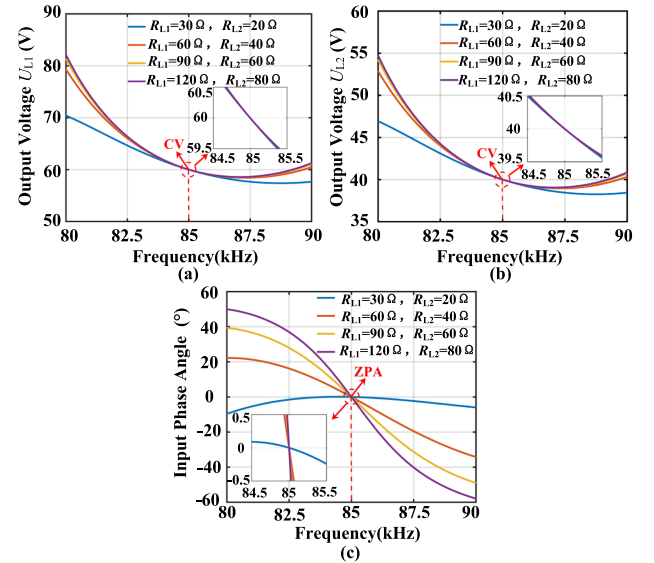 R_L1=30 Ω , R_L2=20 Ω
R_L1=60 Ω , R_L2=40 Ω
R_L1=90 Ω , R_L2=60 Ω
R_L1=120 Ω , R_L2=80 Ω
Output Voltage U_L1 (V)
90
80
70
60
50
60.5
60
59.5
84.5 85 85.5
CV
80 82.5 85 87.5 90
Frequency(kHz)
(a)
R_L1=30 Ω , R_L2=20 Ω
R_L1=60 Ω , R_L2=40 Ω
R_L1=90 Ω , R_L2=60 Ω
R_L1=120 Ω , R_L2=80 Ω
Output Voltage U_L2 (V)
60
55
50
45
40
35
40.5
40
39.5
84.5 85 85.5
CV
80 82.5 85 87.5 90
Frequency(kHz)
(b)
R_L1=30 Ω , R_L2=20 Ω
R_L1=60 Ω , R_L2=40 Ω
R_L1=90 Ω , R_L2=60 Ω
R_L1=120 Ω , R_L2=80 Ω
Input Phase Angle (°)
60
40
20
0
-20
-40
-60
ZPA
0.5
0
-0.5
84.5 85 85.5
80 82.5 85 87.5 90
Frequency(kHz)
(c)